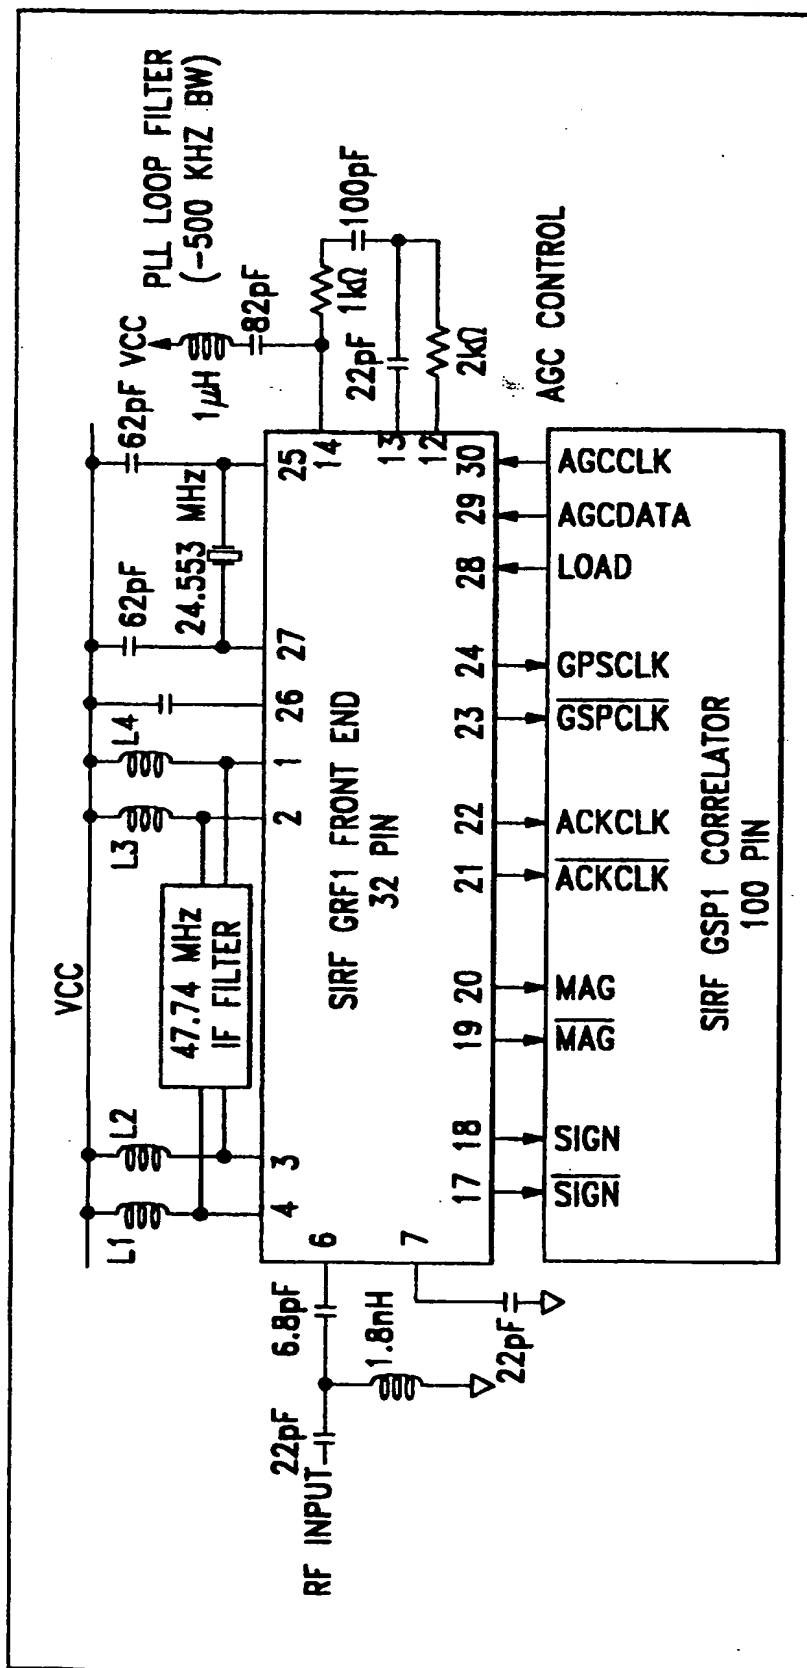 PLL LOOP FILTER
(-500 KHZ BW)
VCC
VCC
1μH
82pF
62pF
62pF
24.553 MHz
1kΩ
100pF
22pF
2kΩ
L1
L2
L3
L4
47.74 MHz
IF FILTER
4
3
2
1
26
27
25
14
13
12
6
7
SIRF GRF1 FRONT END
32 PIN
RF INPUT
22pF
6.8pF
1.8nH
22pF
17
18
19
20
21
22
23
24
28
29
30
AGC CONTROL
SIGN
SIGN
MAG
MAG
ACKCLK
ACKCLK
GSPCLK
GPSCLK
LOAD
AGCDATA
AGCCLK
SIRF GSP1 CORRELATOR
100 PIN